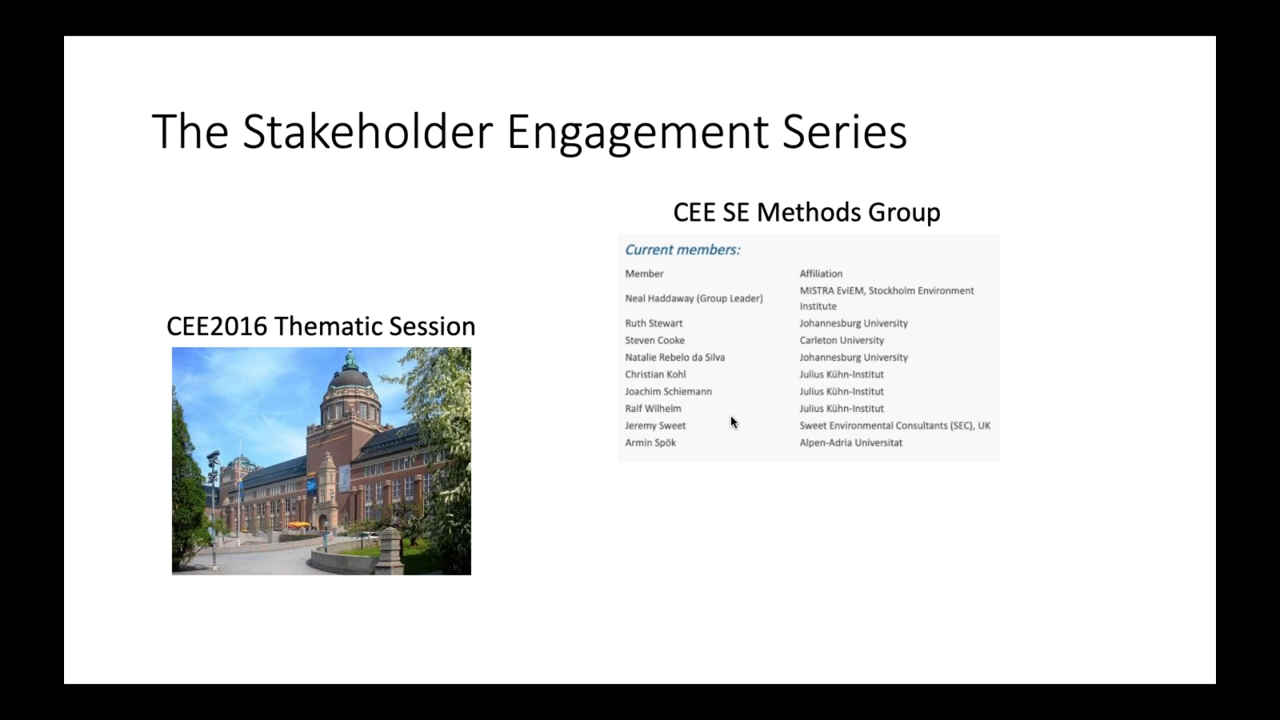 The Stakeholder Engagement Series
CEE SE Methods Group
Current members:
Member Affiliation
Neal Haddaway (Group Leader) MISTRA EviEM, Stockholm Environment
Institute
Ruth Stewart Johannesburg University
Steven Cooke Carleton University
Natalie Rebelo da Silva Johannesburg University
Christian Kohl Julius Kühn-Institut
Joachim Schiemann Julius Kühn-Institut
Ralf Wilhelm Julius Kühn-Institut
Jeremy Sweet Sweet Environmental Consultants (SEC), UK
Armin Spök Alpen-Adria Universitat
CEE2016 Thematic Session